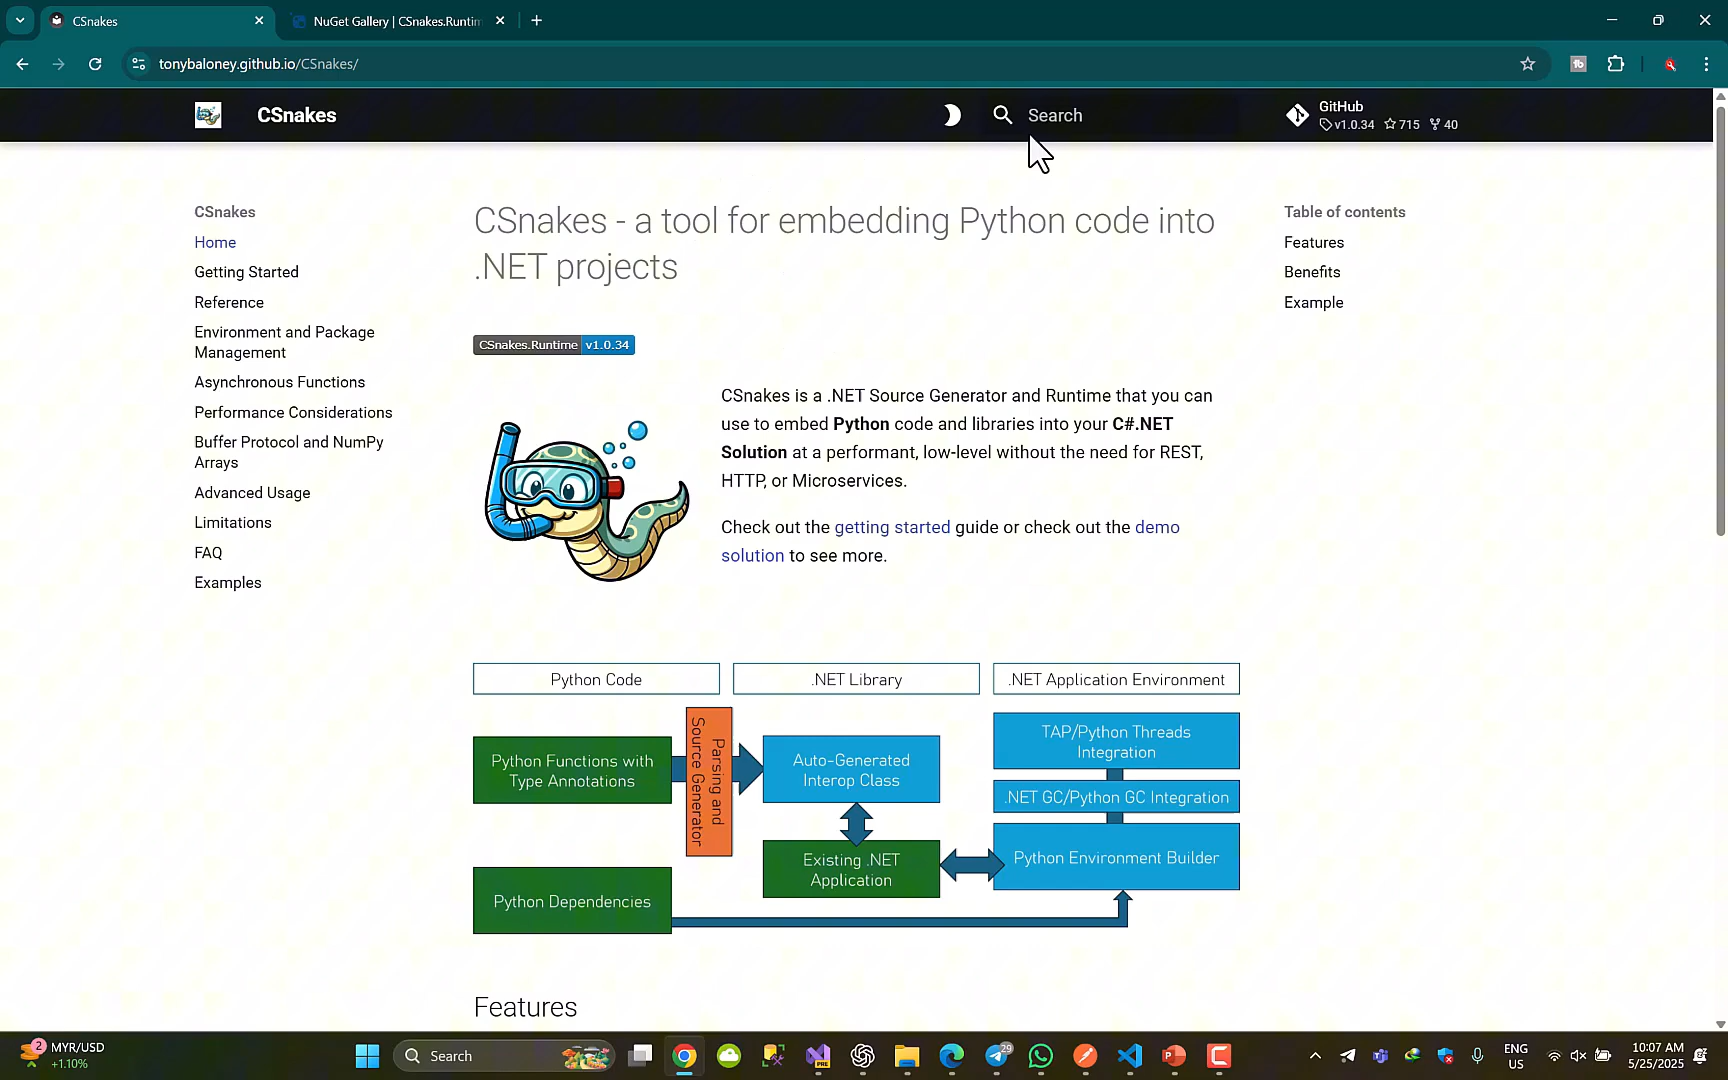 CSnakes
NuGet Gallery | CSnakes.Runtim
tonybaloney.github.io/CSnakes/
CSnakes
Search
GitHub
v1.0.34 715 40
CSnakes
Home
Getting Started
Reference
Environment and Package
Management
Asynchronous Functions
Performance Considerations
Buffer Protocol and NumPy
Arrays
Advanced Usage
Limitations
FAQ
Examples
CSnakes - a tool for embedding Python code into
.NET projects
CSnakes.Runtime v1.0.34
CSnakes is a .NET Source Generator and Runtime that you can
use to embed Python code and libraries into your C#.NET
Solution at a performant, low-level without the need for REST,
HTTP, or Microservices.
Check out the getting started guide or check out the demo
solution to see more.
Table of contents
Features
Benefits
Example
Python Code
.NET Library
.NET Application Environment
Python Functions with
Type Annotations
Parsing and
Source Generator
Auto-Generated
Interop Class
TAP/Python Threads
Integration
.NET GC/Python GC Integration
Existing .NET
Application
Python Environment Builder
Python Dependencies
Features
2
MYR/USD
+1.10%
Search
29
ENG
US
10:07 AM
5/25/2025